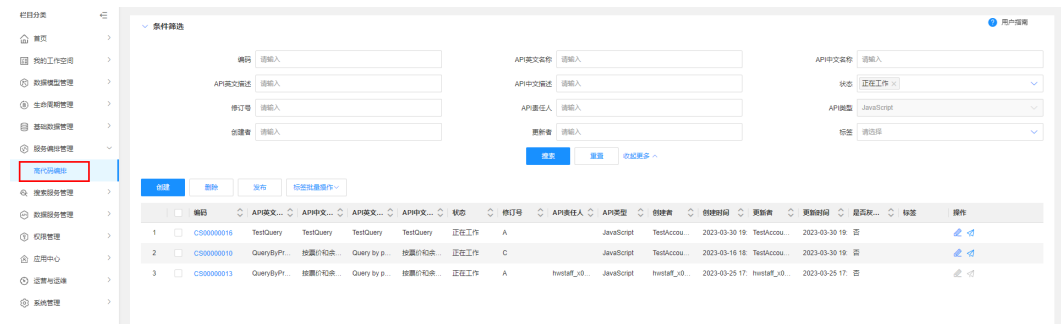 栏目分类
首页
我的工作空间
数据模型管理
生命周期管理
基础数据管理
服务编排管理
高代码编排
搜索服务管理
数据服务管理
权限管理
应用中心
运营与运维
系统管理
条件筛选
用户指南
编码 请输入 API英文名称 请输入 API中文名称 请输入
API英文描述 请输入 API中文描述 请输入 状态 正在工作 ×
修订号 请输入 API责任人 请输入 API类型 JavaScript
创建者 请输入 更新者 请输入 标签 请选择
搜索 重置 收起更多
创建 删除 发布 标签批量操作
编码 API英文... API中文... API英文... API中文... 状态 修订号 API责任人 API类型 创建者 创建时间 更新者 更新时间 是否灰... 标签 操作
1 CS00000016 TestQuery TestQuery TestQuery TestQuery 正在工作 A JavaScript TestAccou... 2023-03-30 19: TestAccou... 2023-03-30 19: 否
2 CS00000010 QueryByPr... 按票价和余... Query by p... 按票价和余... 正在工作 C JavaScript TestAccou... 2023-03-16 18: TestAccou... 2023-03-30 19: 否
3 CS00000013 QueryByPr... 按票价和余... Query by p... 按票价和余... 正在工作 A hwstaff_x0... JavaScript hwstaff_x0... 2023-03-25 17: hwstaff_x0... 2023-03-25 17: 否